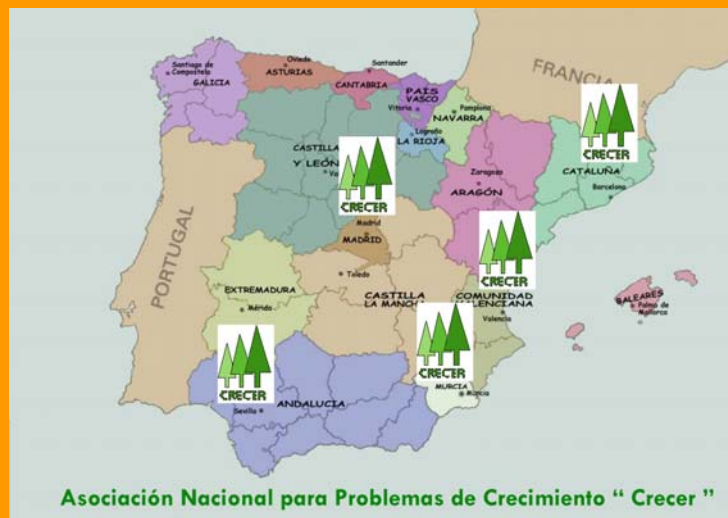 Oviedo
Santander
Santiago de
Compostela
ASTURIAS
CANTABRIA
GALICIA
PAÍS
VASCO
Vitoria
FRANCIA
Pamplona
NAVARRA
Logroño
LA RIOJA
CRECER
CASTILLA
Y LEÓN
Va
CRECER
Zaragoza
ARAGÓN
CATALUÑA
Barcelona
Madrid
MADRID
CRECER
PORTUGAL
Toledo
EXTREMADURA
Mérida
CASTILLA
LA MANCHA
COMUNIDAD
VALENCIANA
Valencia
BALEARES
Palma de
Mallorca
CRECER
CRECER
MURCIA
Murcia
Sevilla
ANDALUCIA
Asociación Nacional para Problemas de Crecimiento “ Crecer ”